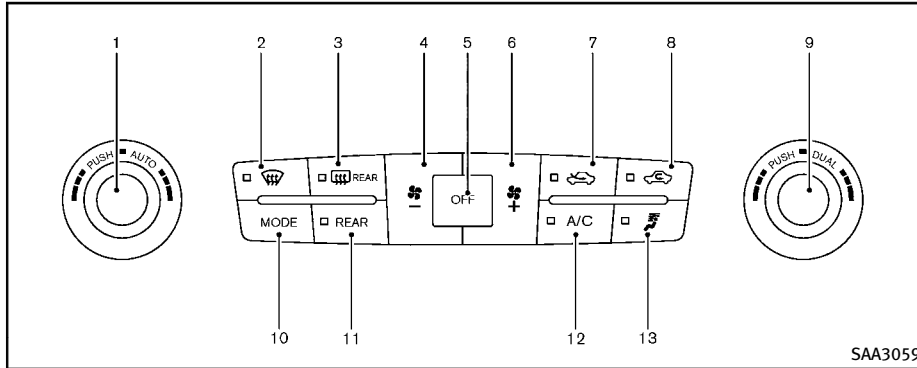 1 2 3 4 5 6 7 8 9
PUSH AUTO
REAR
OFF
PUSH DUAL
MODE
REAR
A/C
10 11 12 13
SAA3059